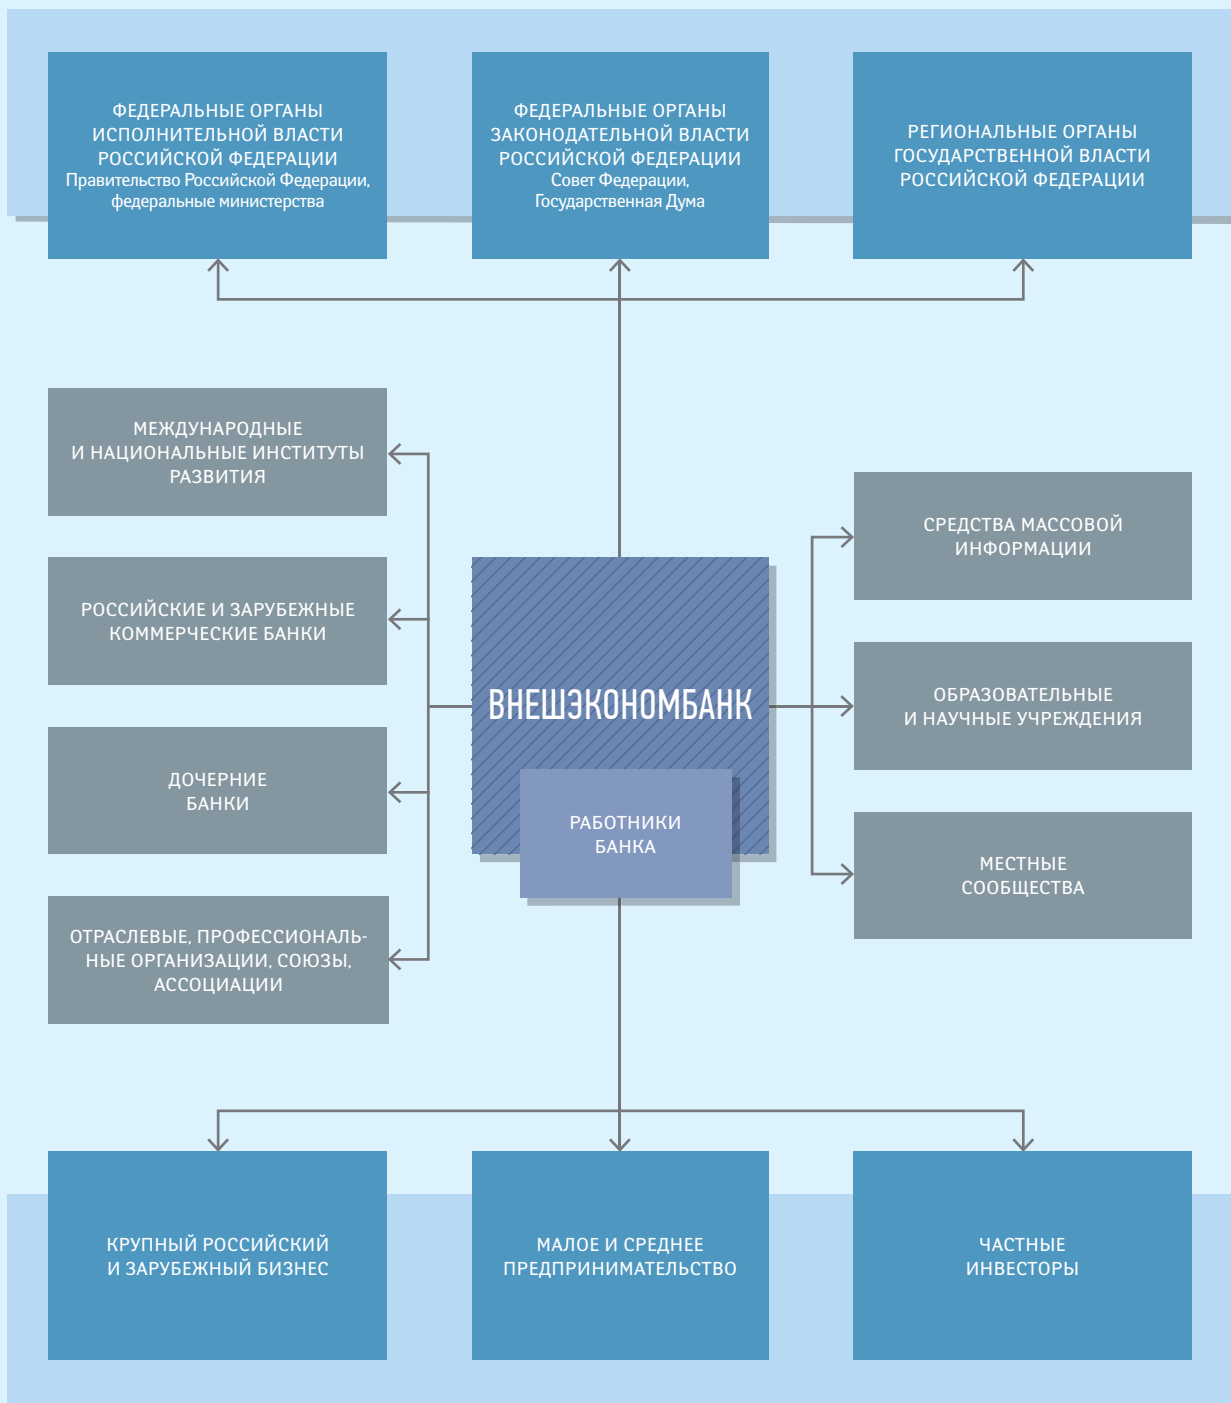 ФЕДЕРАЛЬНЫЕ ОРГАНЫ
ИСПОЛНИТЕЛЬНОЙ ВЛАСТИ
РОССИЙСКОЙ ФЕДЕРАЦИИ
Правительство Российской Федерации,
федеральные министерства
ФЕДЕРАЛЬНЫЕ ОРГАНЫ
ЗАКОНОДАТЕЛЬНОЙ ВЛАСТИ
РОССИЙСКОЙ ФЕДЕРАЦИИ
Совет Федерации,
Государственная Дума
РЕГИОНАЛЬНЫЕ ОРГАНЫ
ГОСУДАРСТВЕННОЙ ВЛАСТИ
РОССИЙСКОЙ ФЕДЕРАЦИИ
МЕЖДУНАРОДНЫЕ
И НАЦИОНАЛЬНЫЕ ИНСТИТУТЫ
РАЗВИТИЯ
РОССИЙСКИЕ И ЗАРУБЕЖНЫЕ
КОММЕРЧЕСКИЕ БАНКИ
ДОЧЕРНИЕ
БАНКИ
ОТРАСЛЕВЫЕ, ПРОФЕССИОНАЛЬ-
НЫЕ ОРГАНИЗАЦИИ, СОЮЗЫ,
АССОЦИАЦИИ
ВНЕШЭКОНОМБАНК
РАБОТНИКИ
БАНКА
СРЕДСТВА МАССОВОЙ
ИНФОРМАЦИИ
ОБРАЗОВАТЕЛЬНЫЕ
И НАУЧНЫЕ УЧРЕЖДЕНИЯ
МЕСТНЫЕ
СООБЩЕСТВА
КРУПНЫЙ РОССИЙСКИЙ
И ЗАРУБЕЖНЫЙ БИЗНЕС
МАЛОЕ И СРЕДНЕЕ
ПРЕДПРИНИМАТЕЛЬСТВО
ЧАСТНЫЕ
ИНВЕСТОРЫ